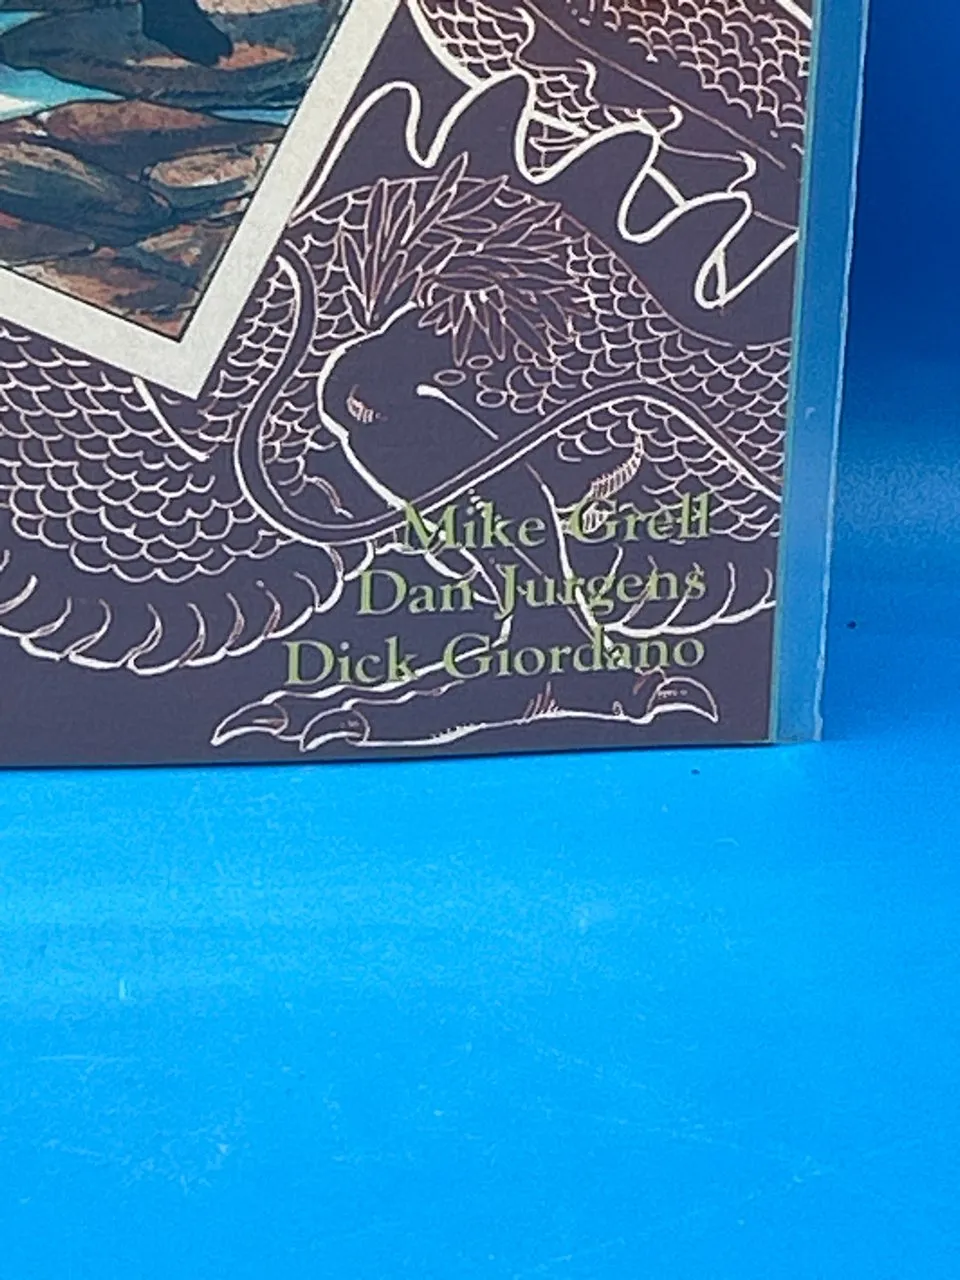 Mike Grell
Dan Jurgens
Dick Giordano